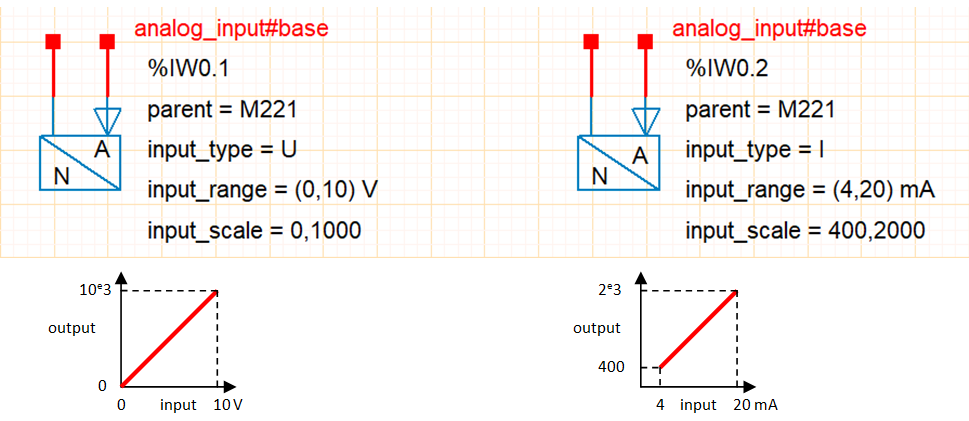 analog_input#base
%IW0.1
parent = M221
input_type = U
input_range = (0,10) V
input_scale = 0,1000
A
N
analog_input#base
%IW0.2
parent = M221
input_type = I
input_range = (4,20) mA
input_scale = 400,2000
A
N
10ᵉ3
output
0
0 input 10 V
2ᵉ3
output
400
4 input 20 mA